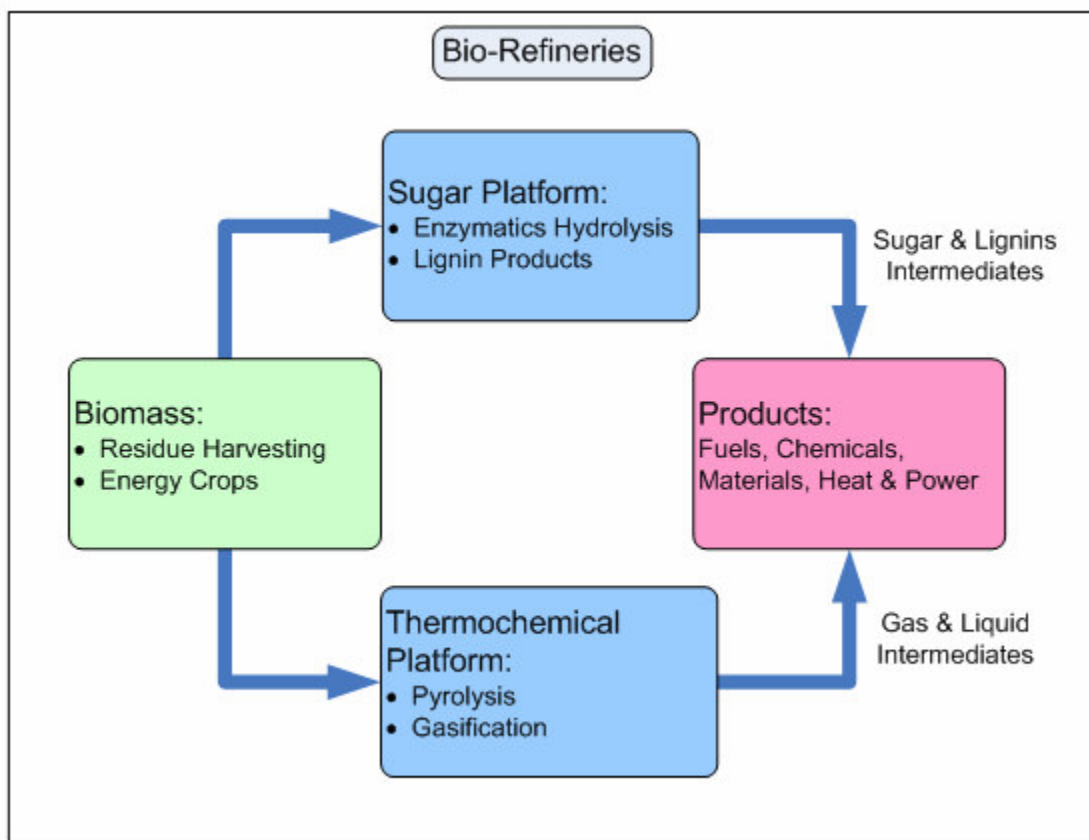 Bio-Refineries
Sugar Platform:
• Enzymatics Hydrolysis
• Lignin Products
Sugar & Lignins
Intermediates
Biomass:
• Residue Harvesting
• Energy Crops
Products:
Fuels, Chemicals,
Materials, Heat & Power
Thermochemical
Platform:
• Pyrolysis
• Gasification
Gas & Liquid
Intermediates